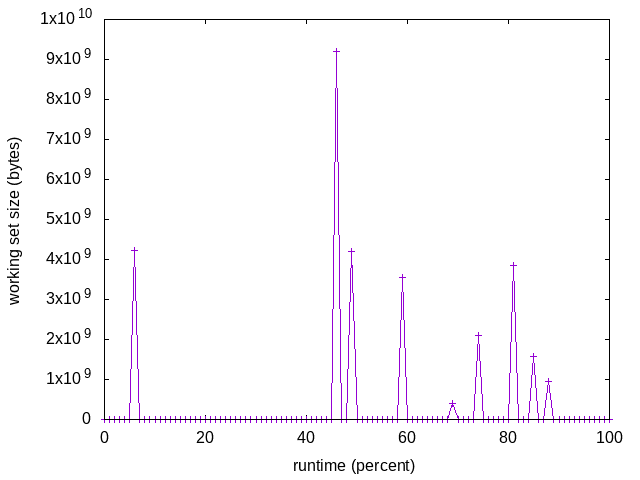 1x10^10
9x10^9
8x10^9
7x10^9
6x10^9
5x10^9
4x10^9
3x10^9
2x10^9
1x10^9
0
0 20 40 60 80 100
working set size (bytes)
runtime (percent)